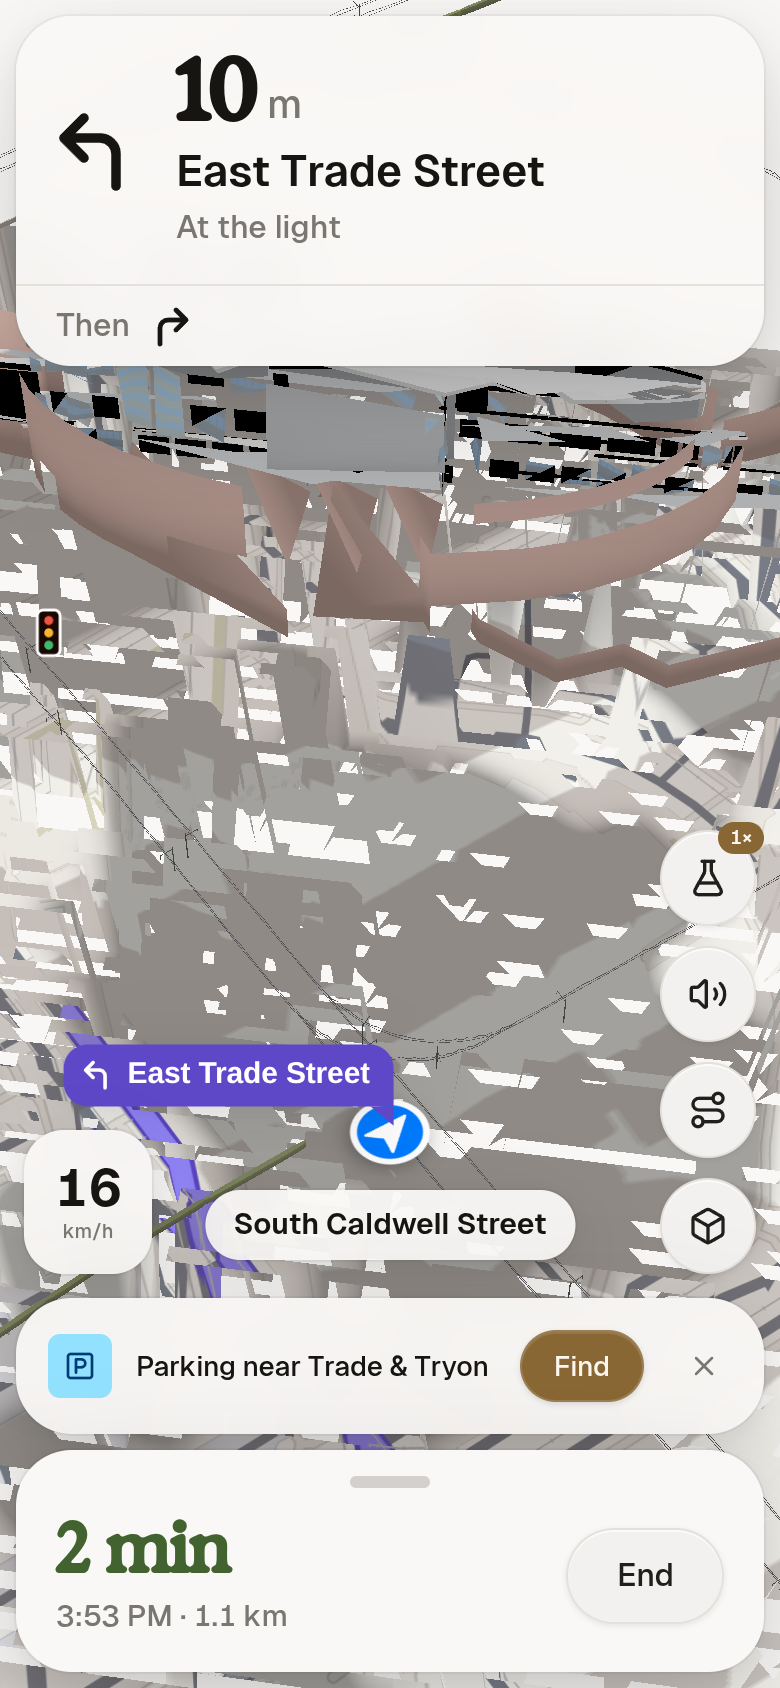 10 m
East Trade Street
At the light
Then
1×
East Trade Street
16
km/h
South Caldwell Street
P
Parking near Trade & Tryon
Find
2 min
3:53 PM · 1.1 km
End